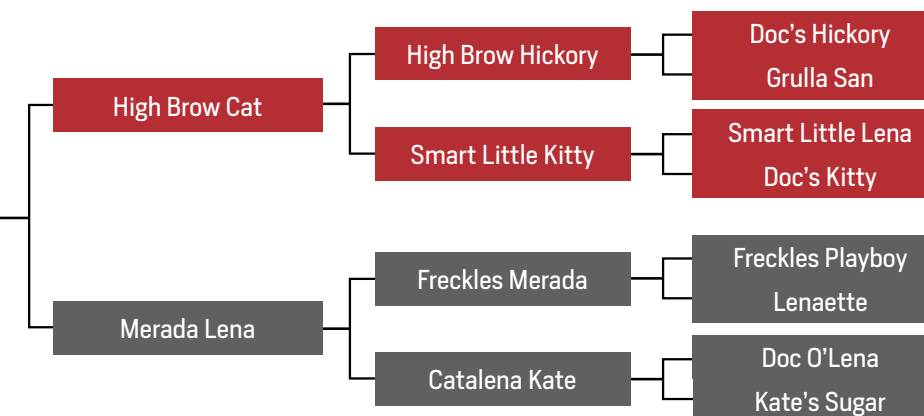 High Brow Cat
High Brow Hickory
Doc’s Hickory
Grulla San
Smart Little Kitty
Smart Little Lena
Doc’s Kitty
Merada Lena
Freckles Merada
Freckles Playboy
Lenaette
Catalena Kate
Doc O’Lena
Kate’s Sugar